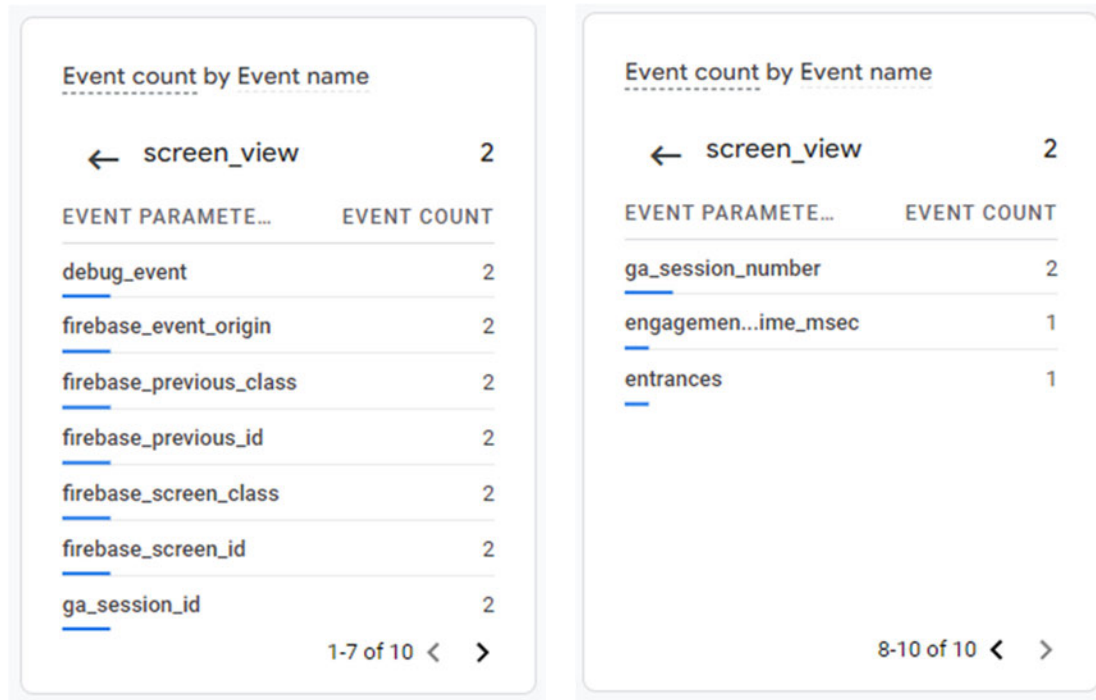 Event count by Event name
← screen_view 2
EVENT PARAMETE... EVENT COUNT
debug_event 2
firebase_event_origin 2
firebase_previous_class 2
firebase_previous_id 2
firebase_screen_class 2
firebase_screen_id 2
ga_session_id 2
1-7 of 10 < >
Event count by Event name
← screen_view 2
EVENT PARAMETE... EVENT COUNT
ga_session_number 2
engagemen...ime_msec 1
entrances 1
8-10 of 10 < >